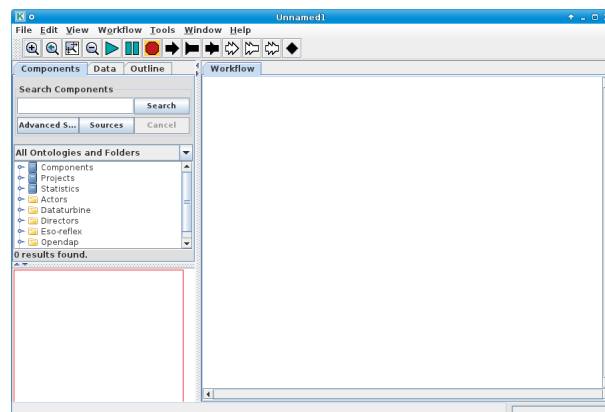 Unnamed1
File Edit View Workflow Tools Window Help
Components Data Outline
Workflow
Search Components
Search
Advanced S... Sources Cancel
All Ontologies and Folders
Components
Projects
Statistics
Actors
Dataturbine
Directors
Eso-reflex
Opendap
0 results found.